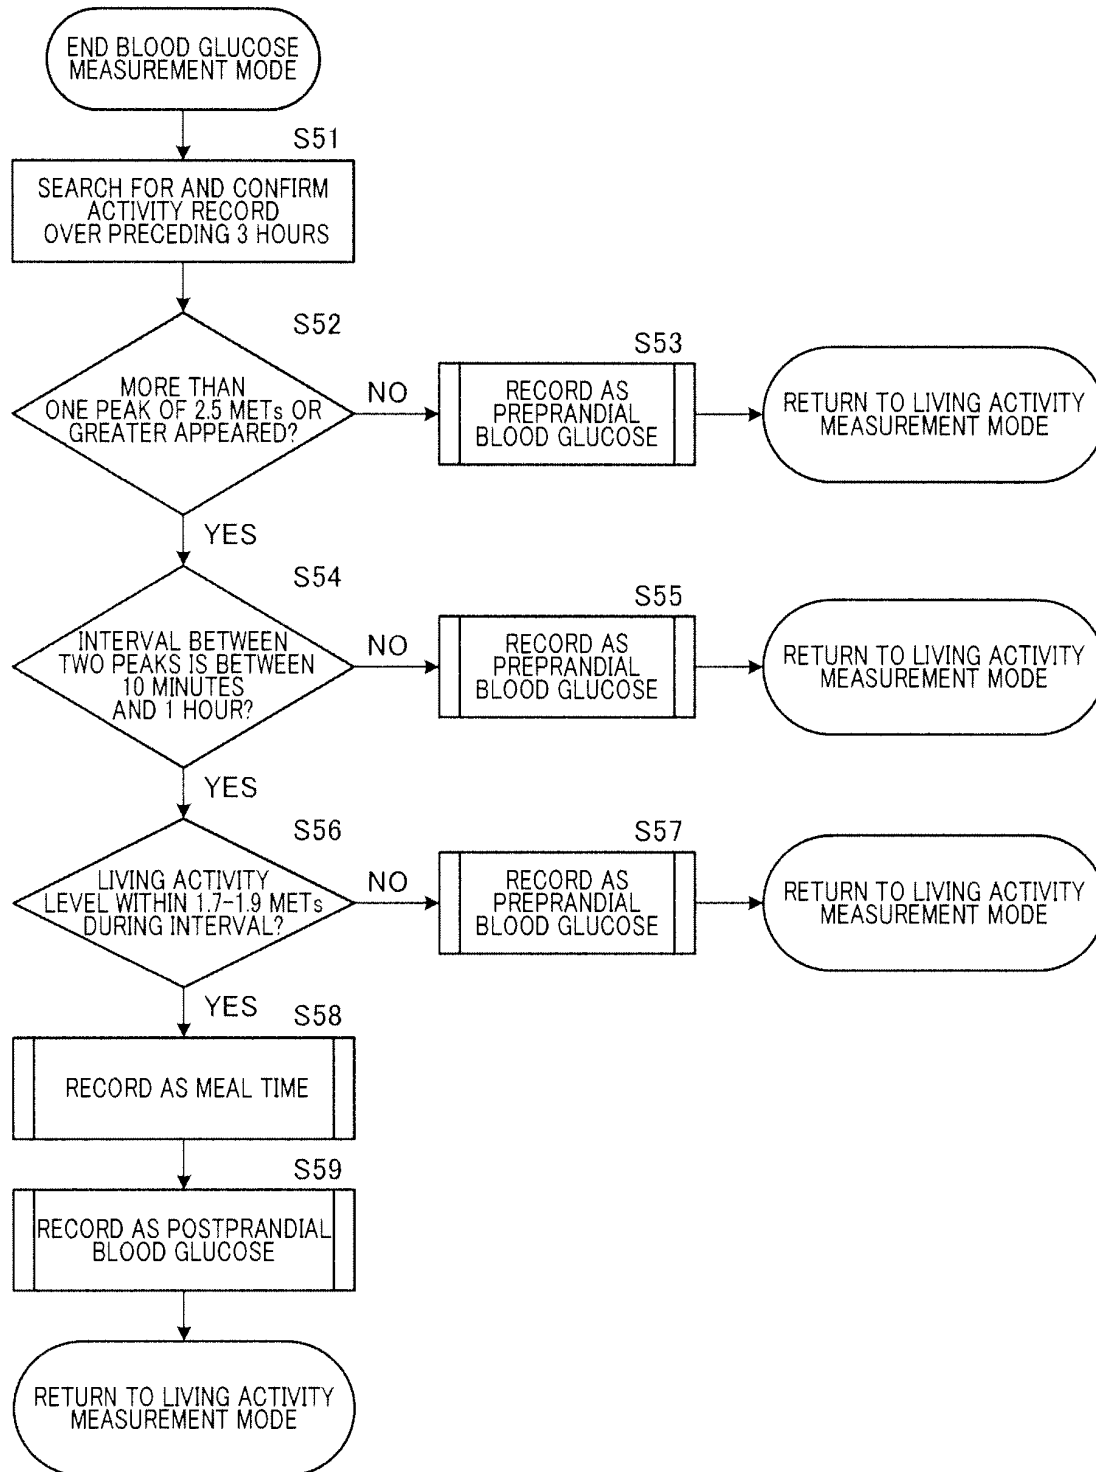 END BLOOD GLUCOSE
MEASUREMENT MODE
S51
SEARCH FOR AND CONFIRM
ACTIVITY RECORD
OVER PRECEDING 3 HOURS
S52
MORE THAN
ONE PEAK OF 2.5 METs OR
GREATER APPEARED?
NO
S53
RECORD AS
PREPRANDIAL
BLOOD GLUCOSE
RETURN TO LIVING ACTIVITY
MEASUREMENT MODE
YES
S54
INTERVAL BETWEEN
TWO PEAKS IS BETWEEN
10 MINUTES
AND 1 HOUR?
NO
S55
RECORD AS
PREPRANDIAL
BLOOD GLUCOSE
RETURN TO LIVING ACTIVITY
MEASUREMENT MODE
YES
S56
LIVING ACTIVITY
LEVEL WITHIN 1.7-1.9 METs
DURING INTERVAL?
NO
S57
RECORD AS
PREPRANDIAL
BLOOD GLUCOSE
RETURN TO LIVING ACTIVITY
MEASUREMENT MODE
YES
S58
RECORD AS MEAL TIME
S59
RECORD AS POSTPRANDIAL
BLOOD GLUCOSE
RETURN TO LIVING ACTIVITY
MEASUREMENT MODE